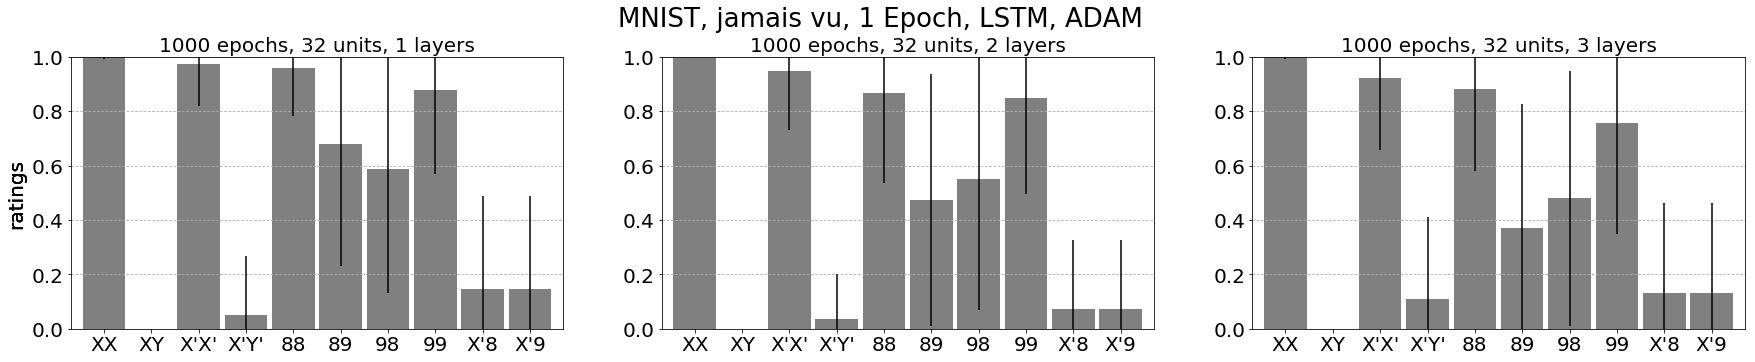 MNIST, jamais vu, 1 Epoch, LSTM, ADAM
1000 epochs, 32 units, 1 layers
ratings
1.0
0.8
0.6
0.4
0.2
0.0
XX XY X'X' X'Y' 88 89 98 99 X'8 X'9
1000 epochs, 32 units, 2 layers
1.0
0.8
0.6
0.4
0.2
0.0
XX XY X'X' X'Y' 88 89 98 99 X'8 X'9
1000 epochs, 32 units, 3 layers
1.0
0.8
0.6
0.4
0.2
0.0
XX XY X'X' X'Y' 88 89 98 99 X'8 X'9